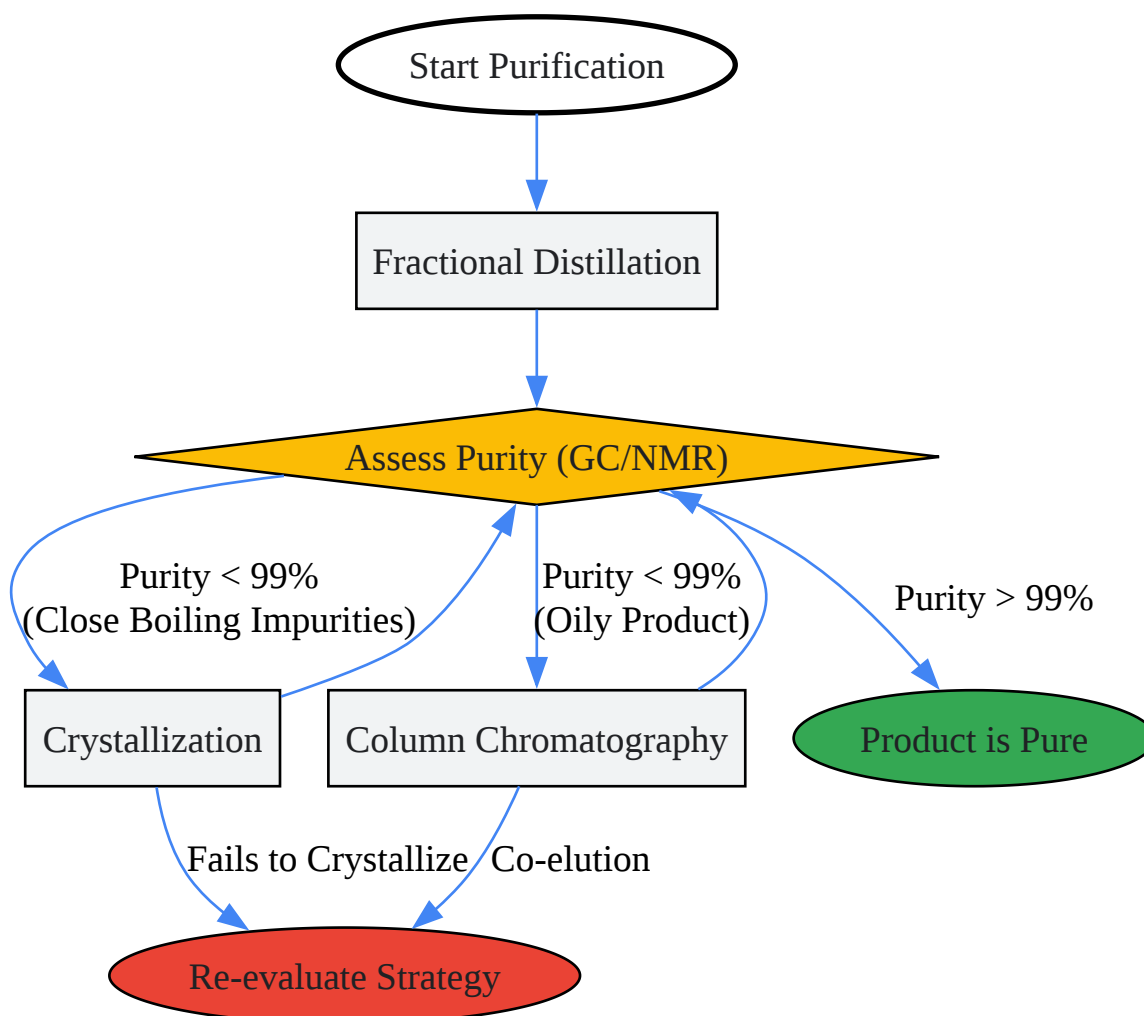 Start Purification
Fractional Distillation
Assess Purity (GC/NMR)
Purity < 99%
(Close Boiling Impurities)
Purity < 99%
(Oily Product)
Purity > 99%
Crystallization
Column Chromatography
Product is Pure
Fails to Crystallize
Co-elution
Re-evaluate Strategy